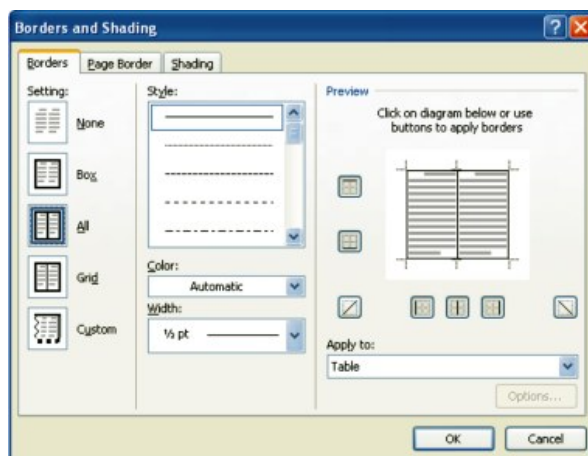 Borders and Shading
Borders Page Border Shading
Setting:
None
Box
All
Grid
Custom
Style:
Color:
Automatic
Width:
½ pt
Preview
Click on diagram below or use
buttons to apply borders
Apply to:
Table
Options...
OK Cancel